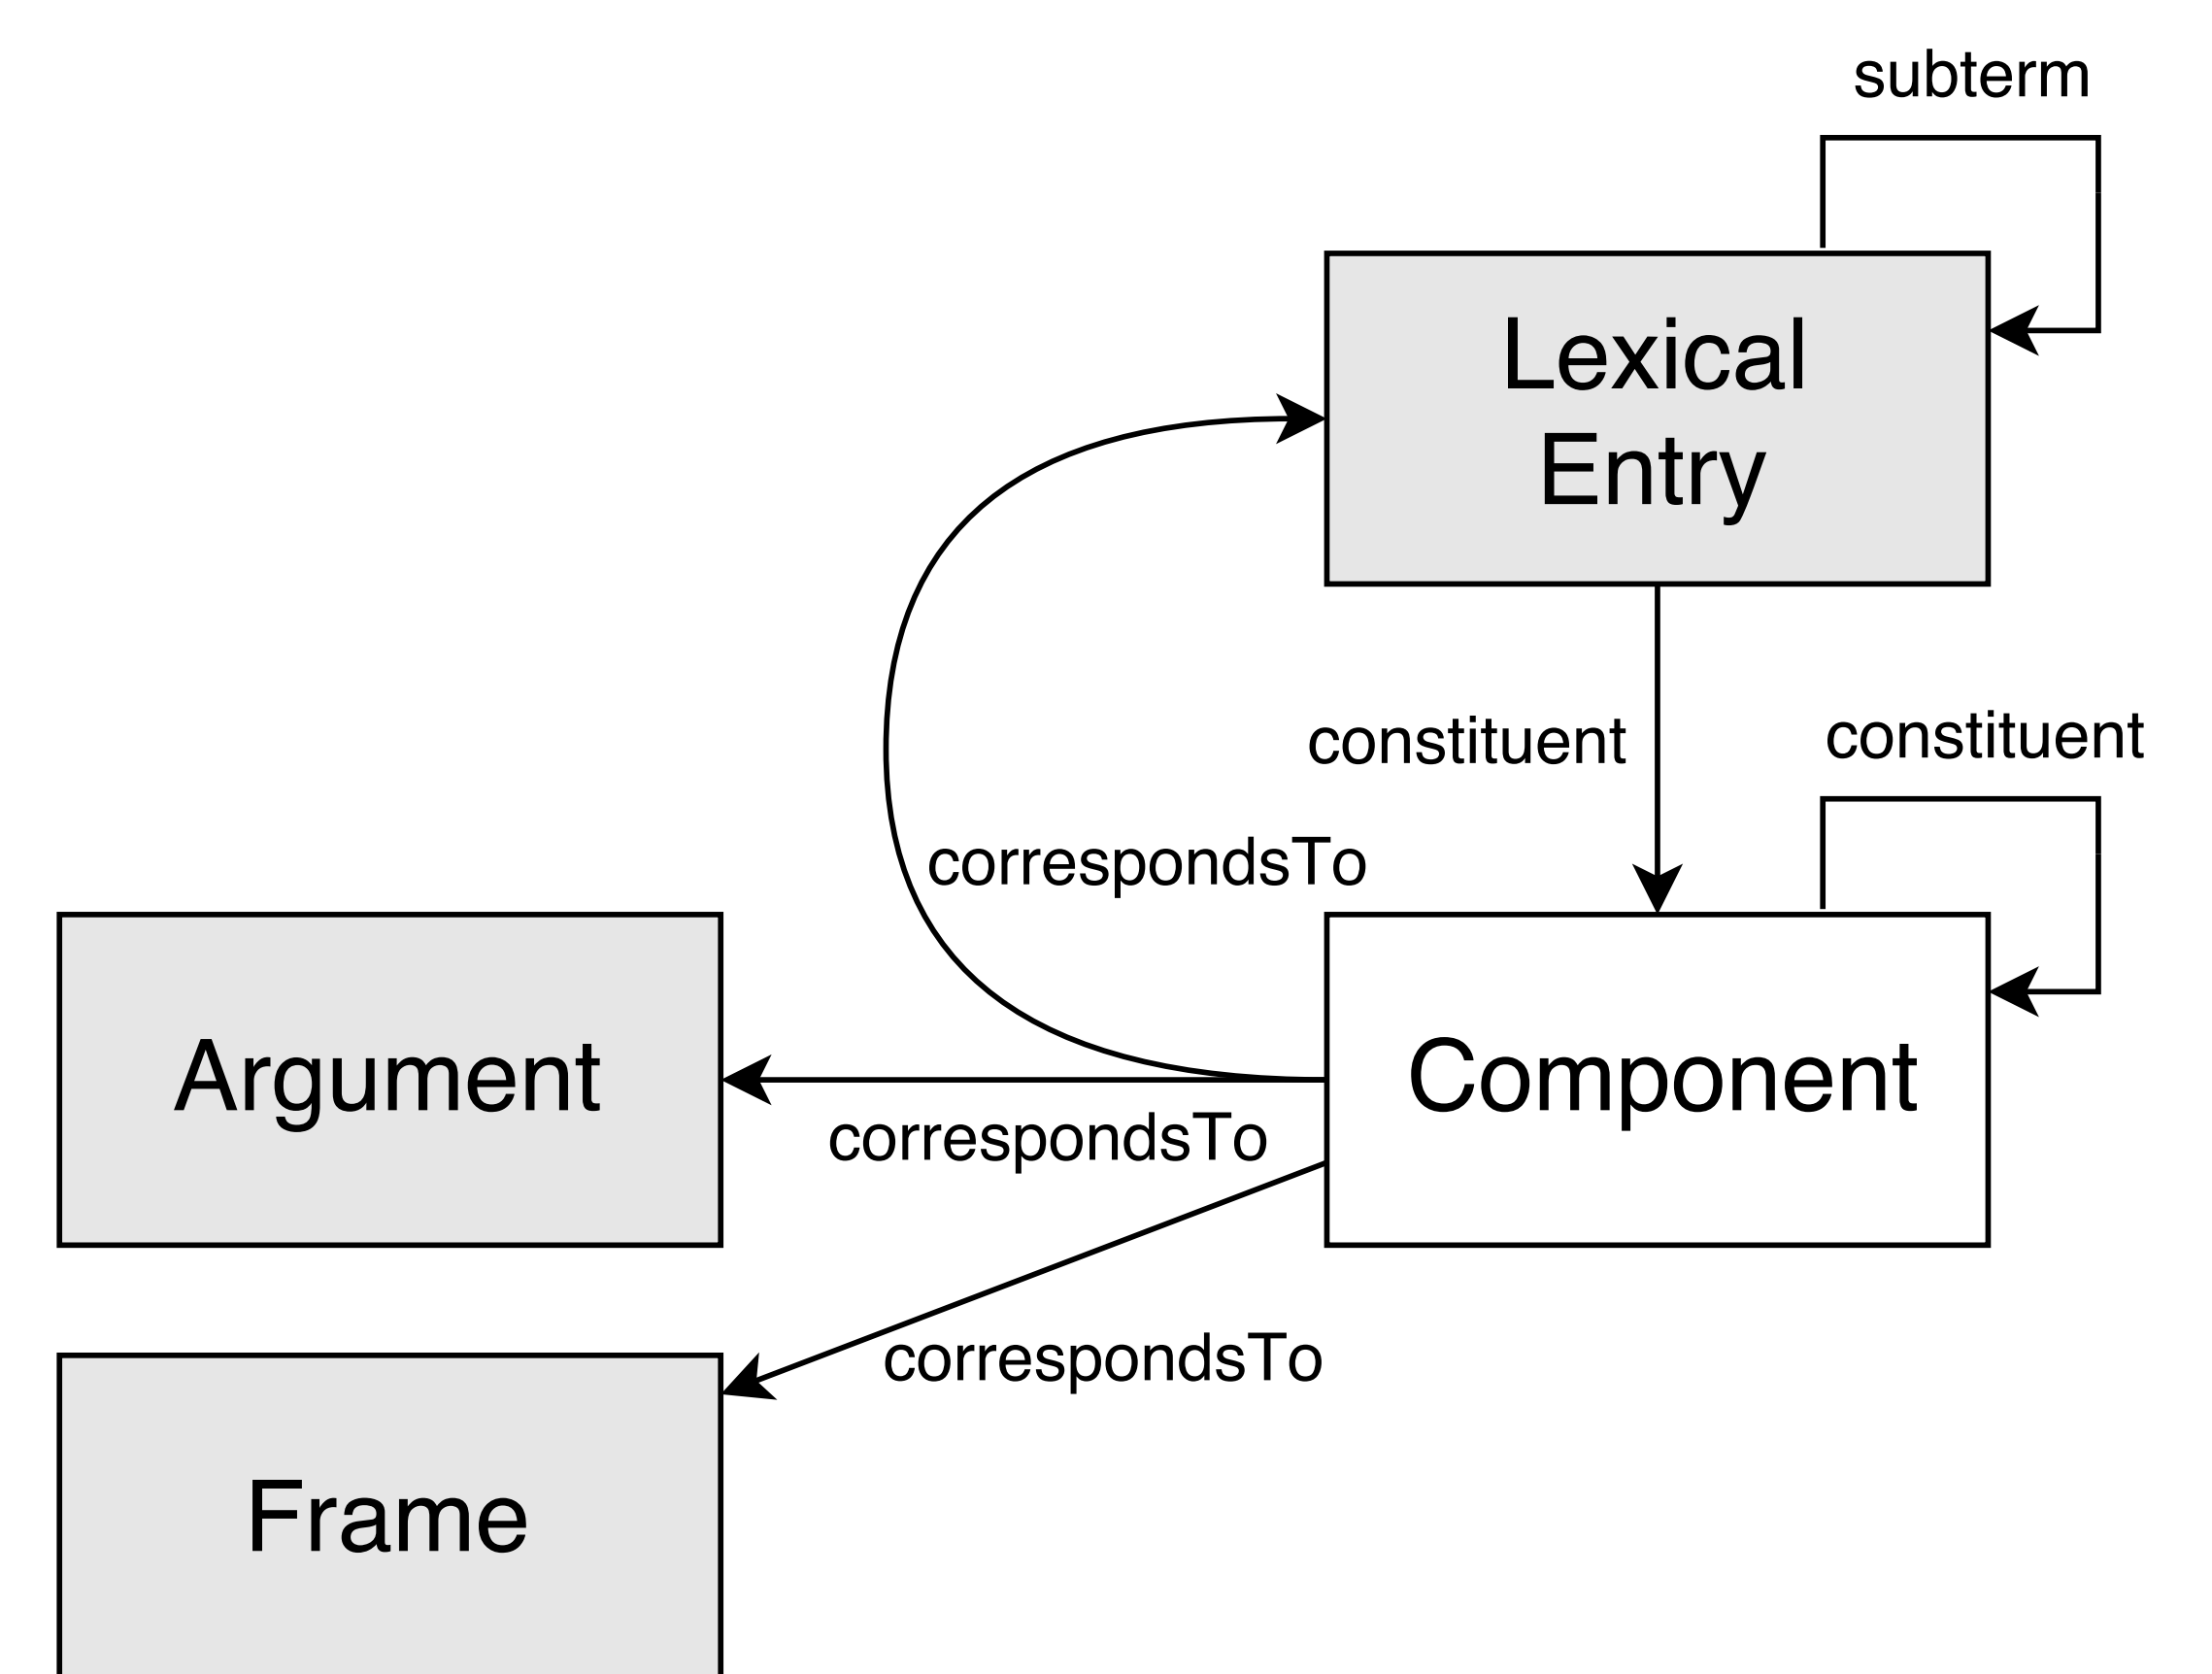 subterm
Lexical
Entry
constituent
constituent
correspondsTo
Argument
Component
correspondsTo
correspondsTo
Frame